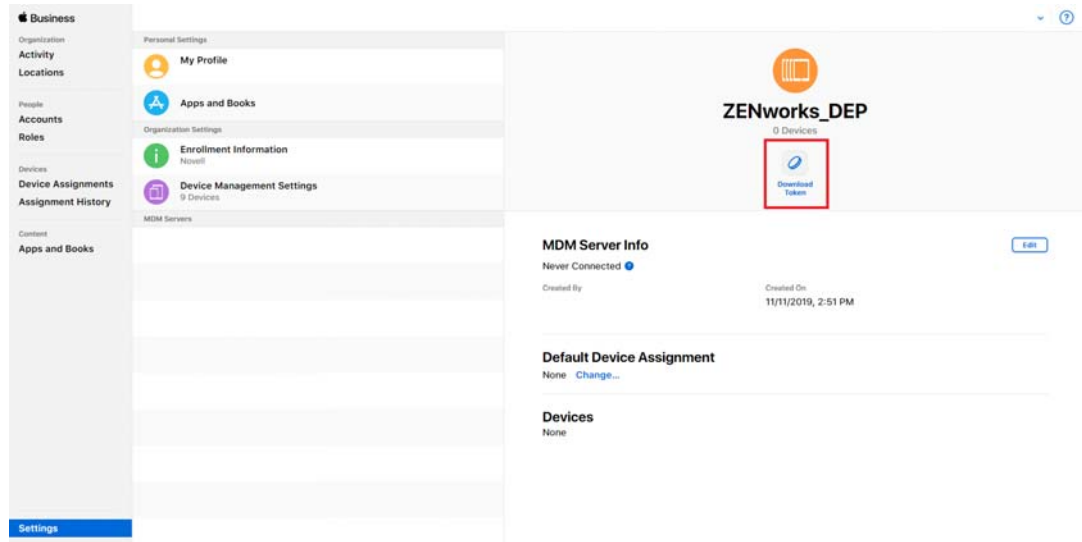 Business
Organization
Activity
Locations
People
Accounts
Roles
Devices
Device Assignments
Assignment History
Content
Apps and Books
Settings
Personal Settings
My Profile
Apps and Books
Organization Settings
Enrollment Information
Novell
Device Management Settings
9 Devices
MDM Servers
ZENworks_DEP
0 Devices
Download
Token
MDM Server Info
Edit
Never Connected ?
Created By
Created On
11/11/2019, 2:51 PM
Default Device Assignment
None Change...
Devices
None